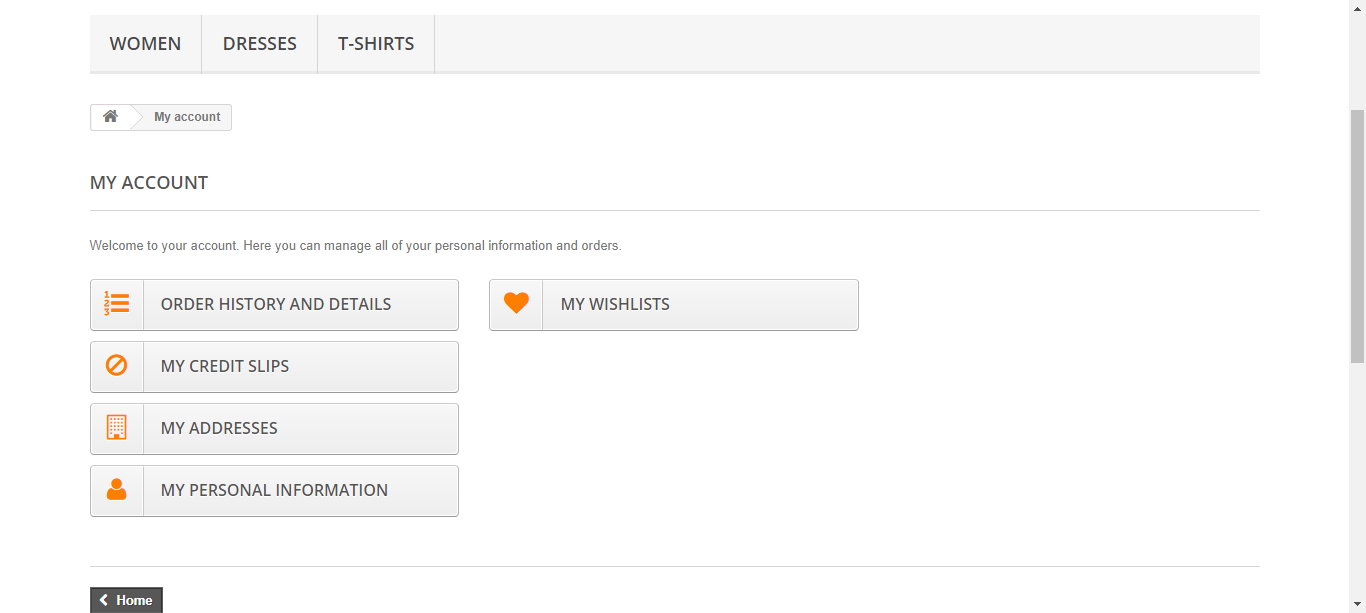 WOMEN DRESSES T-SHIRTS
My account
MY ACCOUNT
Welcome to your account. Here you can manage all of your personal information and orders.
ORDER HISTORY AND DETAILS MY WISHLISTS
MY CREDIT SLIPS
MY ADDRESSES
MY PERSONAL INFORMATION
Home